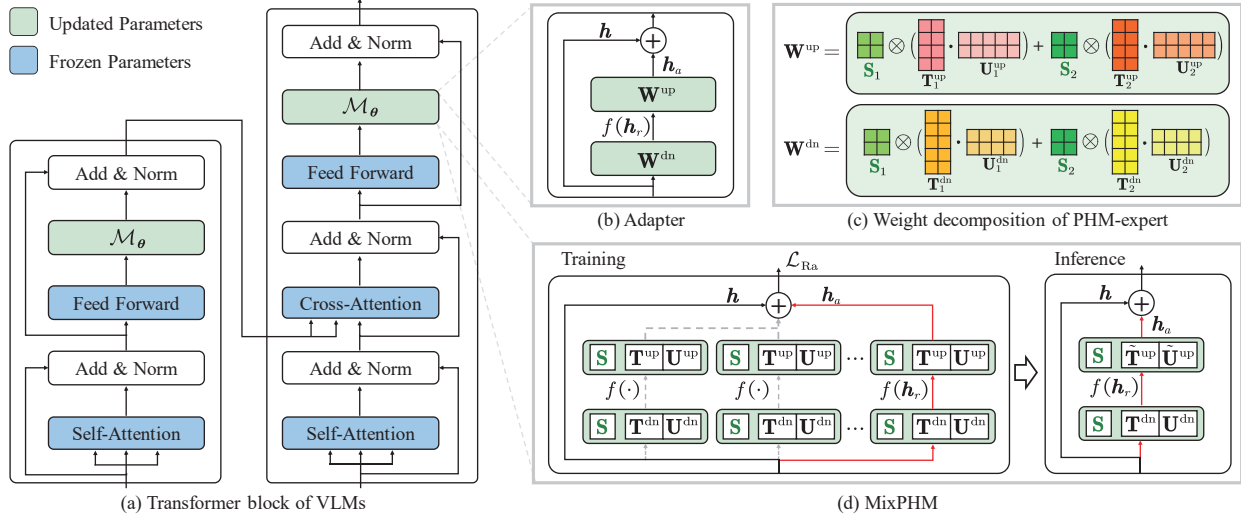 Updated Parameters
Frozen Parameters
Add & Norm
ℳ_θ
Feed Forward
Add & Norm
Self-Attention
Add & Norm
ℳ_θ
Feed Forward
Add & Norm
Cross-Attention
Add & Norm
Self-Attention
(a) Transformer block of VLMs
h
+
h_a
W^up
f(h_r)
W^dn
(b) Adapter
W^up = S_1 ⊗ ( T_1^up · U_1^up ) + S_2 ⊗ ( T_2^up · U_2^up )
W^dn = S_1 ⊗ ( T_1^dn · U_1^dn ) + S_2 ⊗ ( T_2^dn · U_2^dn )
(c) Weight decomposition of PHM-expert
Training
ℒ_Ra
h + h_a
S T^up U^up S T^up U^up ... S T^up U^up
f(·) f(·) f(h_r)
S T^dn U^dn S T^dn U^dn ... S T^dn U^dn
Inference
h +
h_a
S T̃^up Ũ^up
f(h_r)
S T^dn U^dn
(d) MixPHM